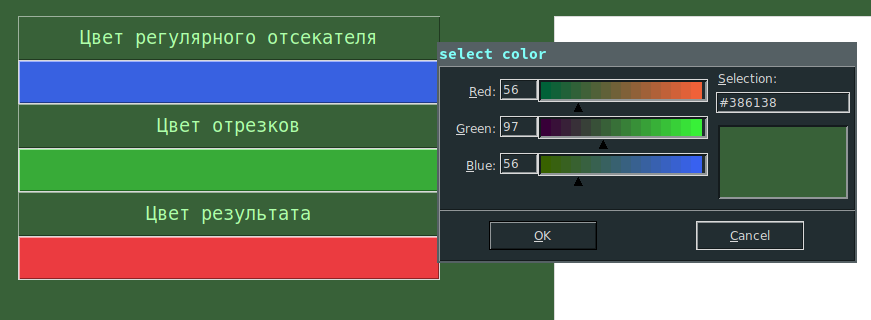 Цвет регулярного отсекателя
Цвет отрезков
Цвет результата
select color
Red: 56
Green: 97
Blue: 56
Selection:
#386138
OK
Cancel